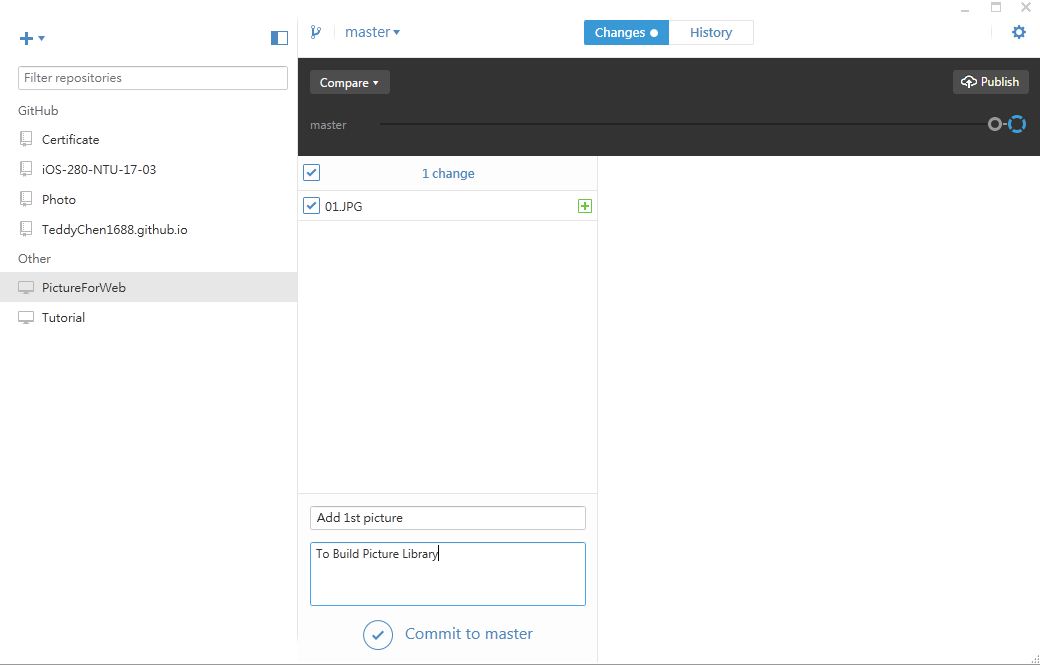 master
Changes
History
Filter repositories
GitHub
Certificate
iOS-280-NTU-17-03
Photo
TeddyChen1688.github.io
Other
PictureForWeb
Tutorial
Compare
Publish
master
1 change
01.JPG
Add 1st picture
To Build Picture Library
Commit to master